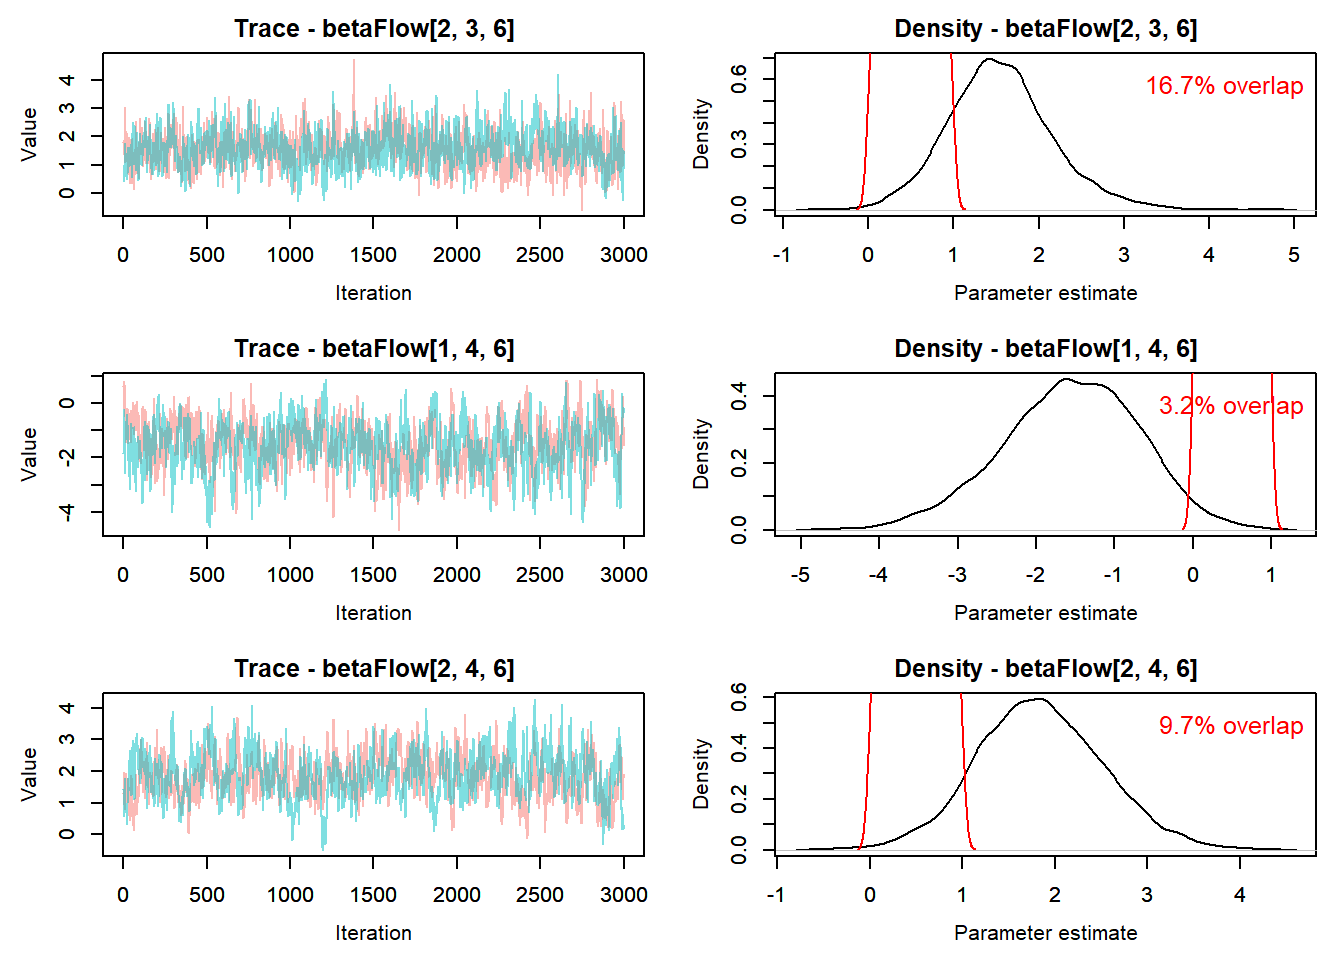 Trace - betaFlow[2, 3, 6]
Value
0 1 2 3 4
0 500 1000 1500 2000 2500 3000
Iteration
Density - betaFlow[2, 3, 6]
Density
0.0 0.3 0.6
16.7% overlap
-1 0 1 2 3 4 5
Parameter estimate
Trace - betaFlow[1, 4, 6]
Value
-4 -2 0
0 500 1000 1500 2000 2500 3000
Iteration
Density - betaFlow[1, 4, 6]
Density
0.0 0.2 0.4
3.2% overlap
-5 -4 -3 -2 -1 0 1
Parameter estimate
Trace - betaFlow[2, 4, 6]
Value
0 1 2 3 4
0 500 1000 1500 2000 2500 3000
Iteration
Density - betaFlow[2, 4, 6]
Density
0.0 0.2 0.4 0.6
9.7% overlap
-1 0 1 2 3 4
Parameter estimate